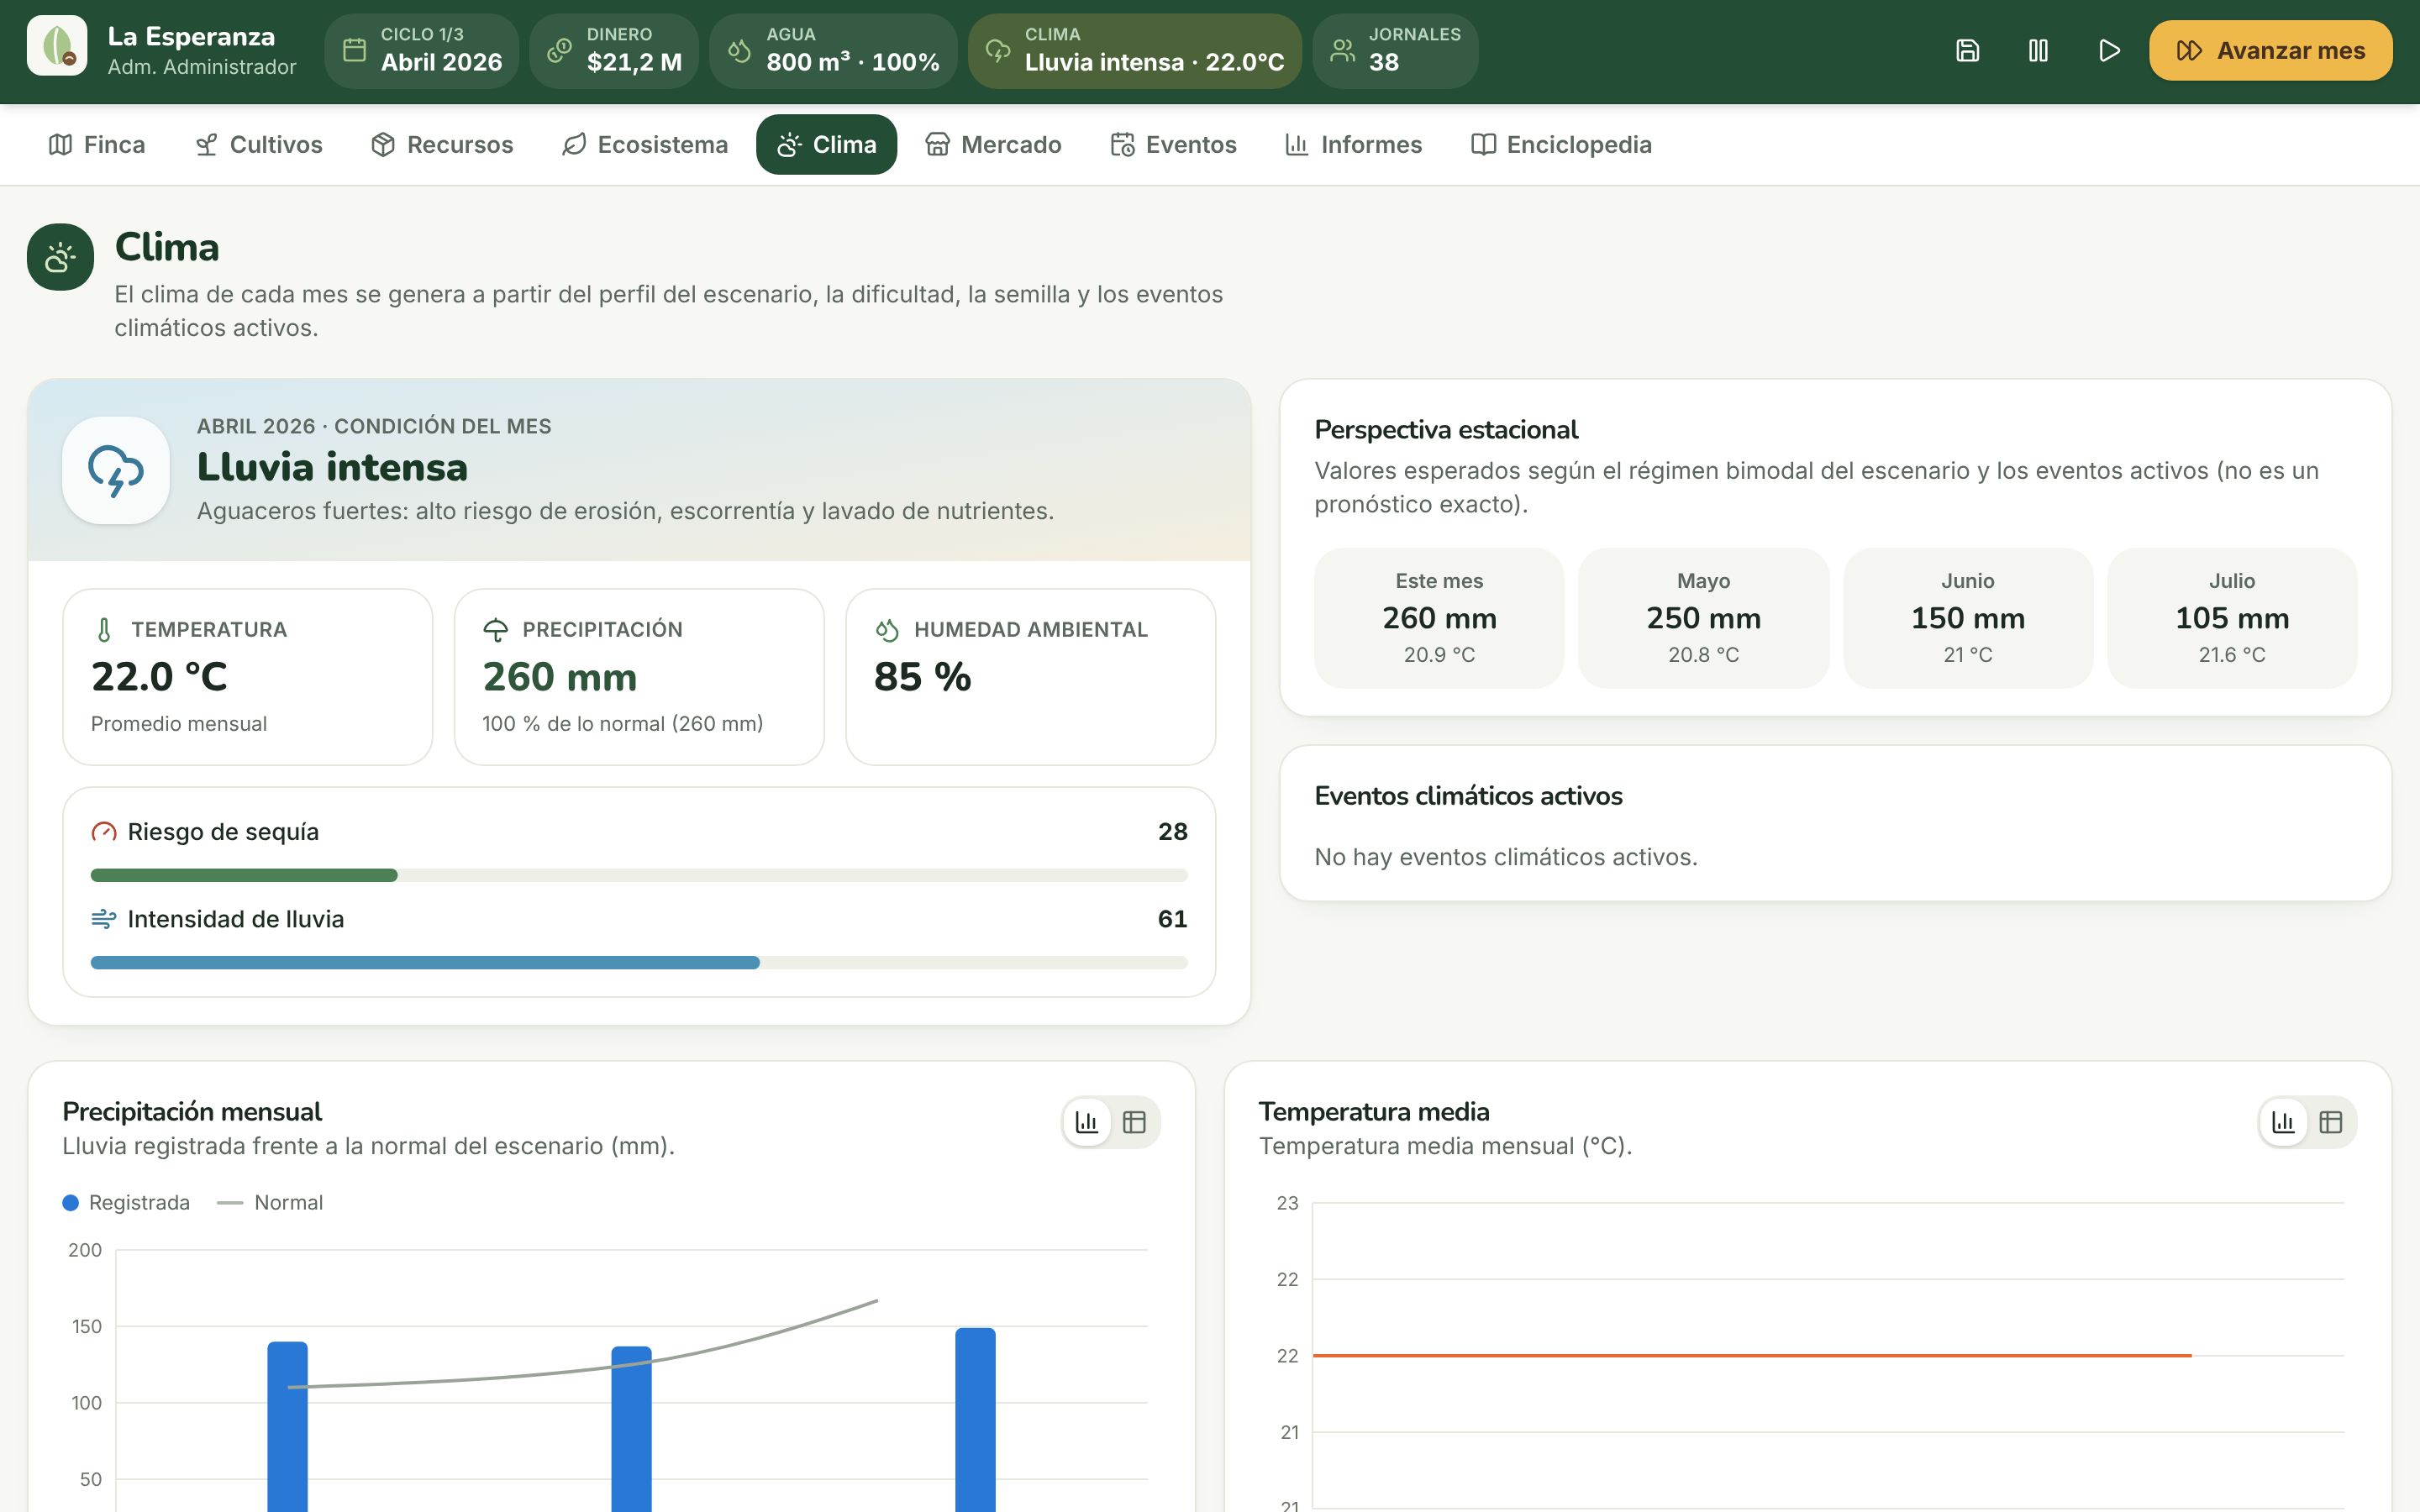 La Esperanza
Adm. Administrador
CICLO 1/3
Abril 2026
DINERO
$21,2 M
AGUA
800 m³ · 100%
CLIMA
Lluvia intensa · 22.0°C
JORNALES
38
Avanzar mes
Finca
Cultivos
Recursos
Ecosistema
Clima
Mercado
Eventos
Informes
Enciclopedia
Clima
El clima de cada mes se genera a partir del perfil del escenario, la dificultad, la semilla y los eventos
climáticos activos.
ABRIL 2026 · CONDICIÓN DEL MES
Lluvia intensa
Aguaceros fuertes: alto riesgo de erosión, escorrentía y lavado de nutrientes.
TEMPERATURA
22.0 °C
Promedio mensual
PRECIPITACIÓN
260 mm
100 % de lo normal (260 mm)
HUMEDAD AMBIENTAL
85 %
Riesgo de sequía
28
Intensidad de lluvia
61
Perspectiva estacional
Valores esperados según el régimen bimodal del escenario y los eventos activos (no es un
pronóstico exacto).
Este mes
260 mm
20.9 °C
Mayo
250 mm
20.8 °C
Junio
150 mm
21 °C
Julio
105 mm
21.6 °C
Eventos climáticos activos
No hay eventos climáticos activos.
Precipitación mensual
Lluvia registrada frente a la normal del escenario (mm).
Registrada
Normal
200
150
100
50
Temperatura media
Temperatura media mensual (°C).
23
22
22
21
21